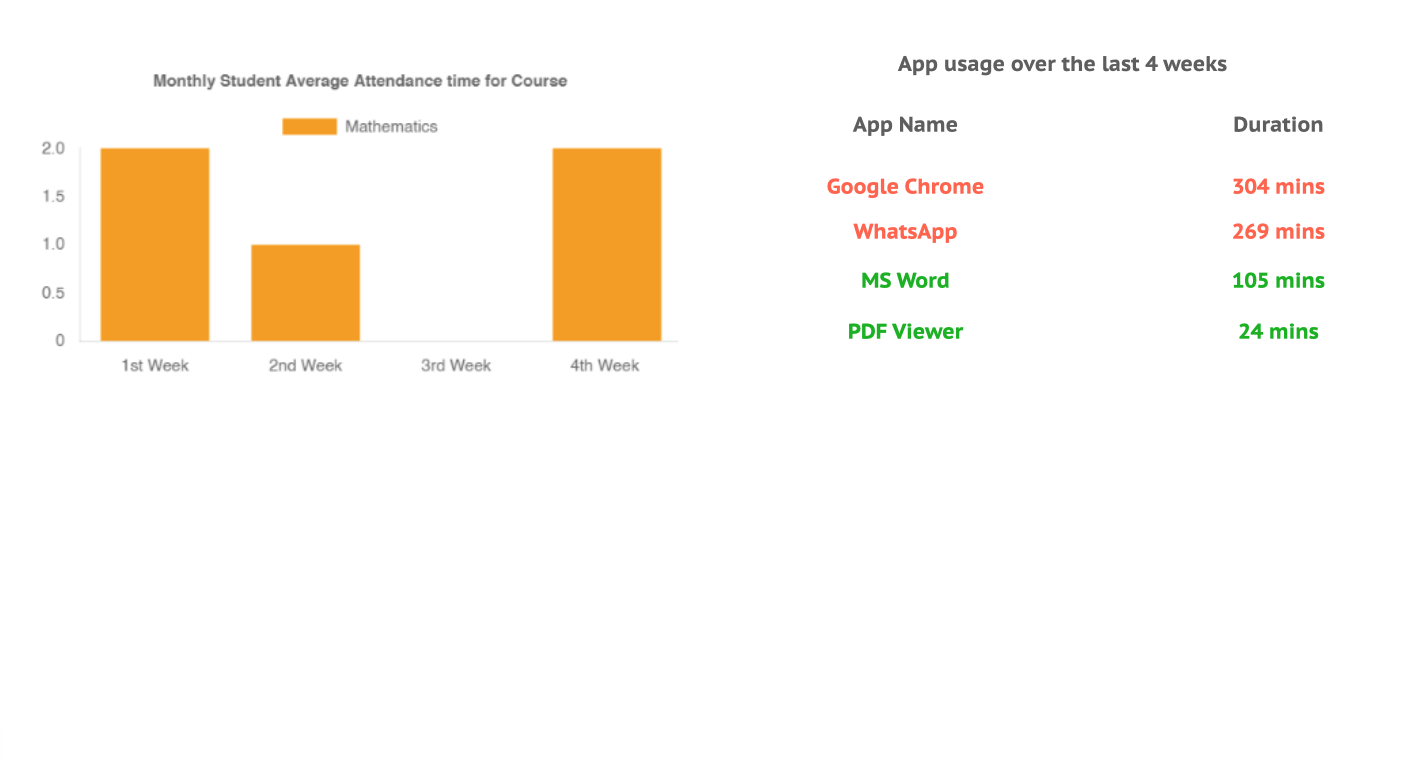 Monthly Student Average Attendance time for Course
Mathematics
2.0
1.5
1.0
0.5
0
1st Week 2nd Week 3rd Week 4th Week
App usage over the last 4 weeks
App Name Duration
Google Chrome 304 mins
WhatsApp 269 mins
MS Word 105 mins
PDF Viewer 24 mins